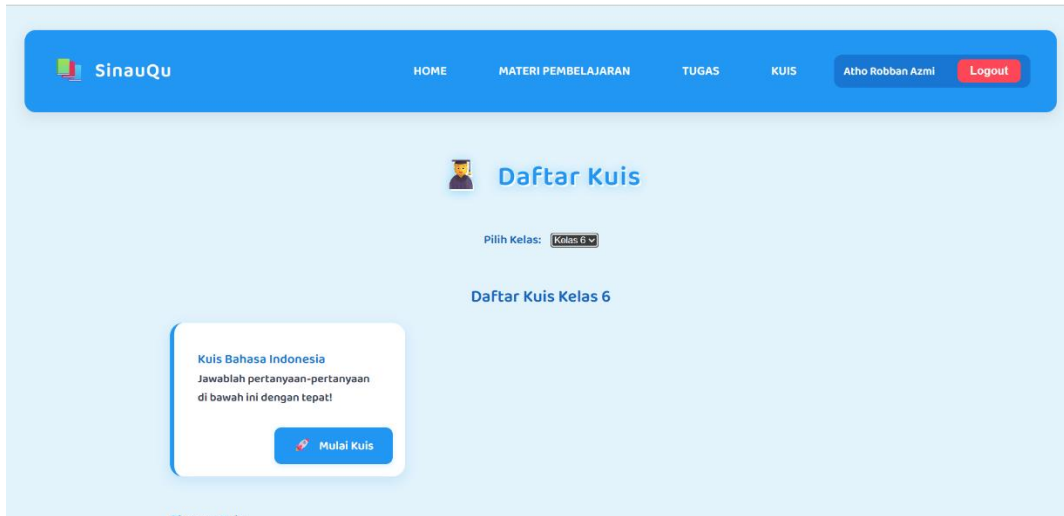 SinauQu
HOME
MATERI PEMBELAJARAN
TUGAS
KUIS
Atho Robban Azmi
Logout
Daftar Kuis
Pilih Kelas:
Kelas 6
Daftar Kuis Kelas 6
Kuis Bahasa Indonesia
Jawablah pertanyaan-pertanyaan
di bawah ini dengan tepat!
Mulai Kuis